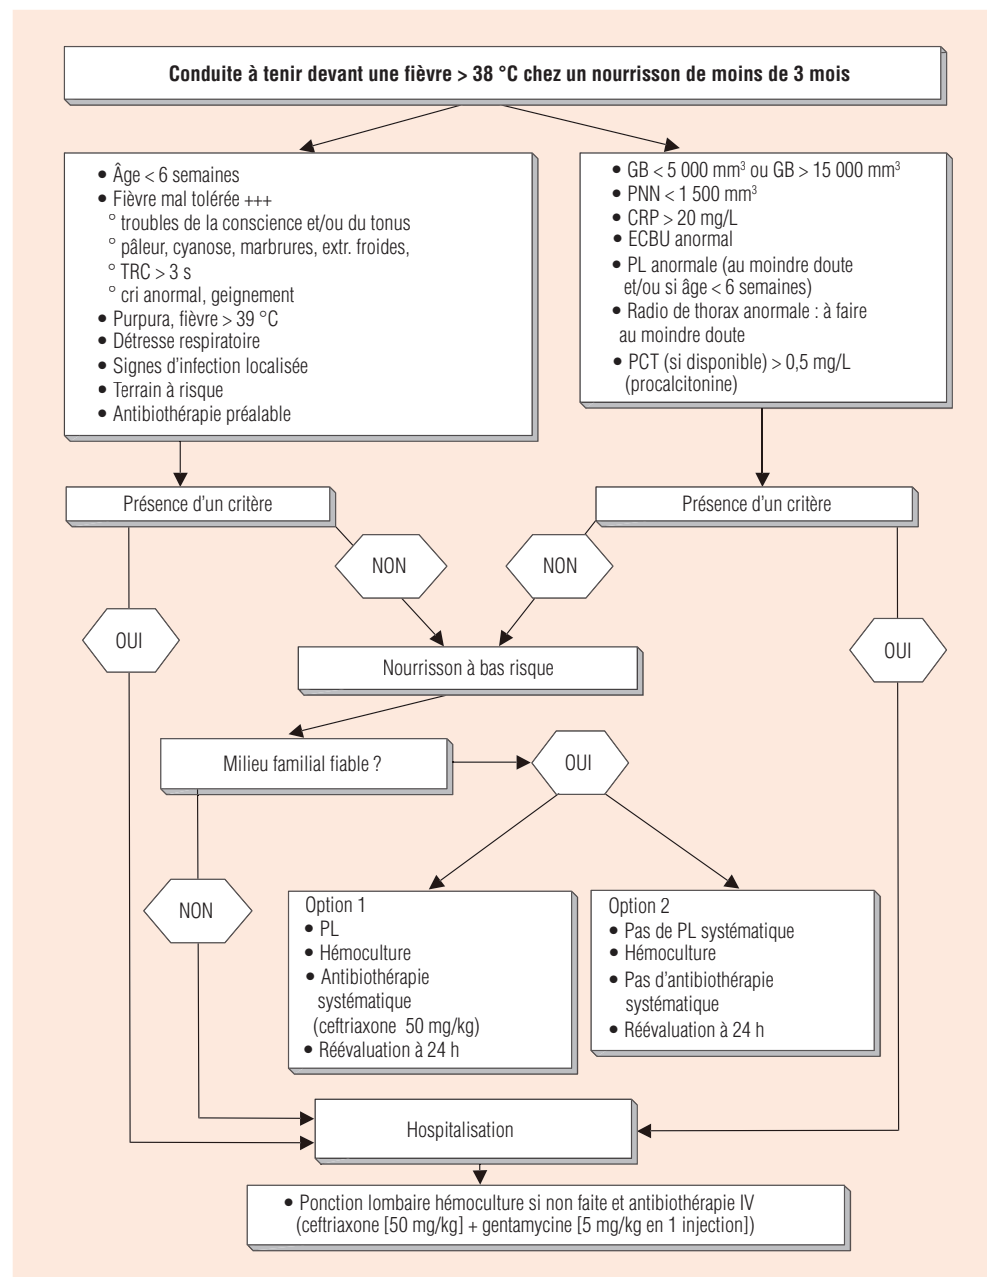 Conduite à tenir devant une fièvre > 38 °C chez un nourrisson de moins de 3 mois
• Âge < 6 semaines
• Fièvre mal tolérée +++
° troubles de la conscience et/ou du tonus
° pâleur, cyanose, marbrures, extr. froides,
° TRC > 3 s
° cri anormal, geignement
• Purpura, fièvre > 39 °C
• Détresse respiratoire
• Signes d'infection localisée
• Terrain à risque
• Antibiothérapie préalable
• GB < 5 000 mm³ ou GB > 15 000 mm³
• PNN < 1 500 mm³
• CRP > 20 mg/L
• ECBU anormal
• PL anormale (au moindre doute
et/ou si âge < 6 semaines)
• Radio de thorax anormale : à faire
au moindre doute
• PCT (si disponible) > 0,5 mg/L
(procalcitonine)
Présence d'un critère
Présence d'un critère
NON
NON
OUI
OUI
Nourrisson à bas risque
Milieu familial fiable ?
OUI
NON
Option 1
• PL
• Hémoculture
• Antibiothérapie
systématique
(ceftriaxone 50 mg/kg)
• Réévaluation à 24 h
Option 2
• Pas de PL systématique
• Hémoculture
• Pas d'antibiothérapie
systématique
• Réévaluation à 24 h
Hospitalisation
• Ponction lombaire hémoculture si non faite et antibiothérapie IV
(ceftriaxone [50 mg/kg] + gentamycine [5 mg/kg en 1 injection])